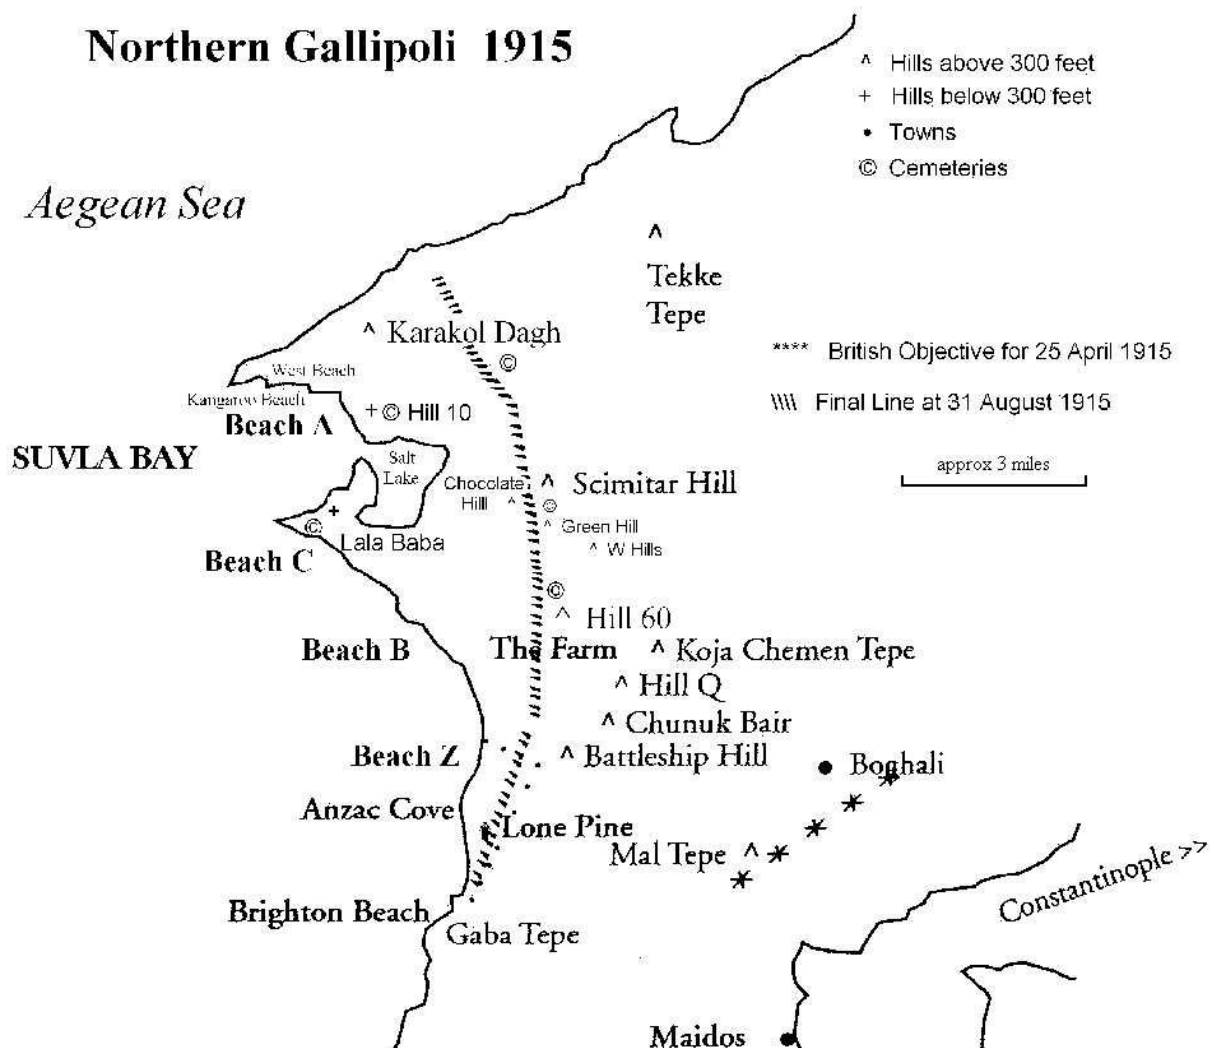 Northern Gallipoli 1915
^ Hills above 300 feet
+ Hills below 300 feet
• Towns
© Cemeteries
Aegean Sea
Tekke
Tepe
Karakol Dagh
**** British Objective for 25 April 1915
\\\\ Final Line at 31 August 1915
West Beach
Kangaroo Beach
Beach A
Hill 10
SUVLA BAY
Salt
Lake
approx 3 miles
Chocolate
Hilll
Scimitar Hill
Green Hill
W Hills
Lala Baba
Beach C
Hill 60
Beach B
The Farm
Koja Chemen Tepe
Hill Q
Chunuk Bair
Beach Z
Battleship Hill
Boghali
Anzac Cove
Lone Pine
Mal Tepe
Constantinople >>
Brighton Beach
Gaba Tepe
Maidos